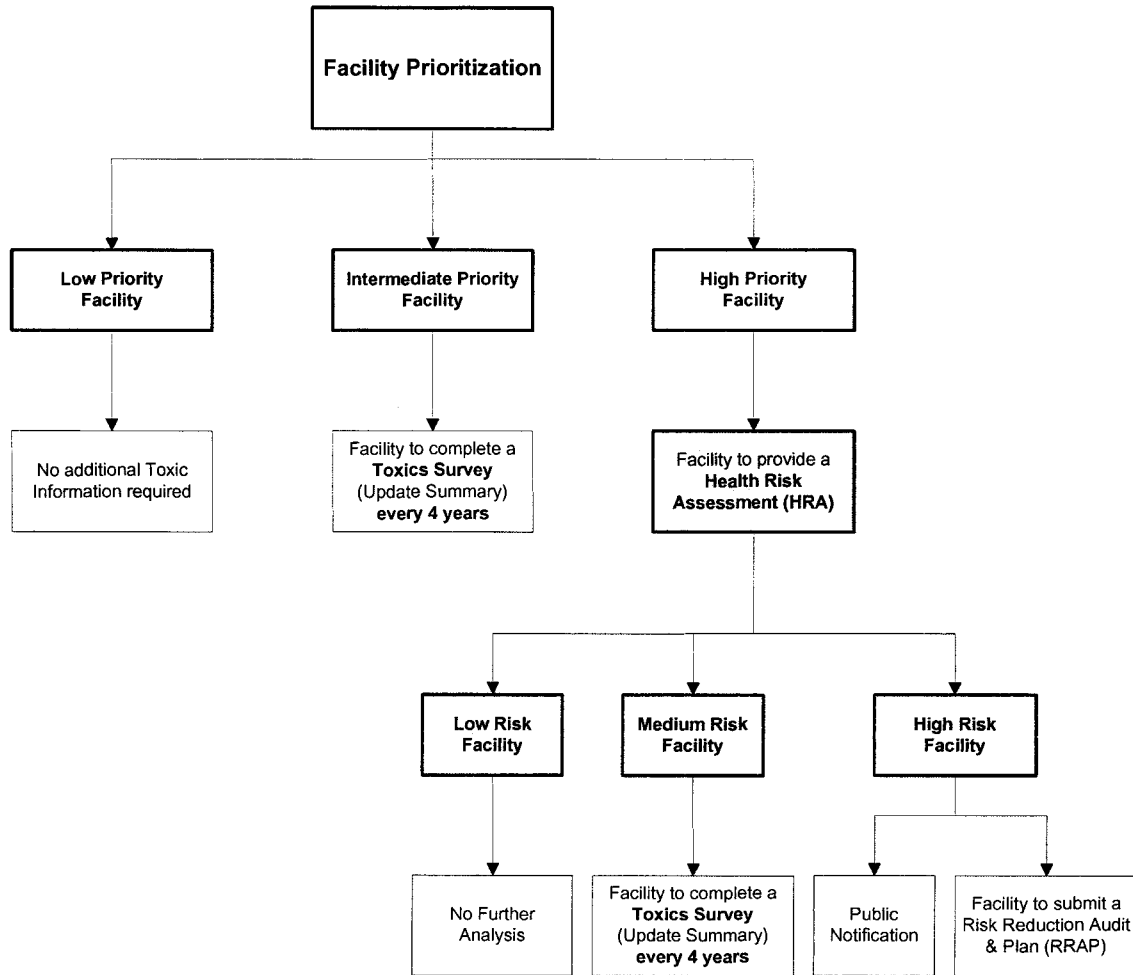 Facility Prioritization
Low Priority
Facility
Intermediate Priority
Facility
High Priority
Facility
No additional Toxic
Information required
Facility to complete a
Toxics Survey
(Update Summary)
every 4 years
Facility to provide a
Health Risk
Assessment (HRA)
Low Risk
Facility
Medium Risk
Facility
High Risk
Facility
No Further
Analysis
Facility to complete a
Toxics Survey
(Update Summary)
every 4 years
Public
Notification
Facility to submit a
Risk Reduction Audit
& Plan (RRAP)